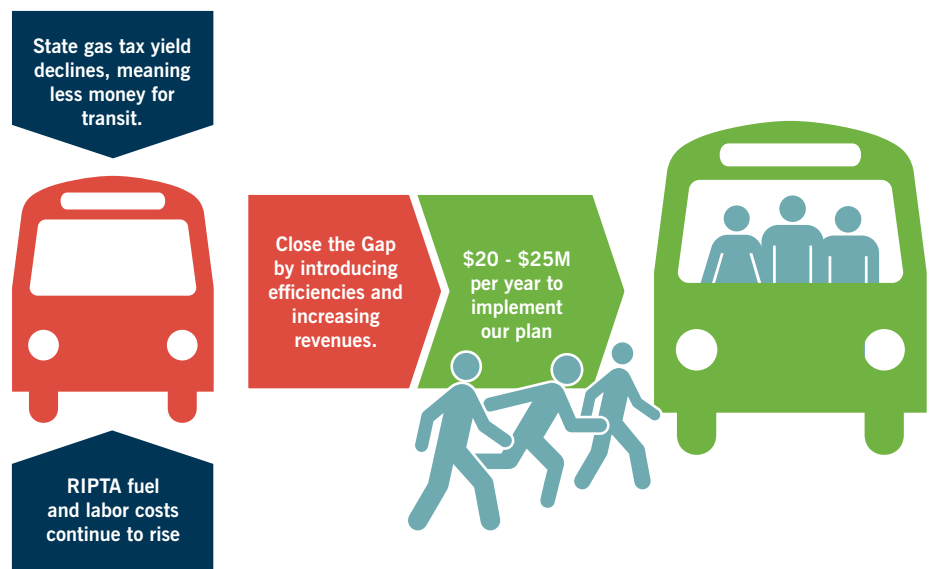 State gas tax yield
declines, meaning
less money for
transit.
Close the Gap
by introducing
efficiencies and
increasing
revenues.
$20 - $25M
per year to
implement
our plan
RIPTA fuel
and labor costs
continue to rise